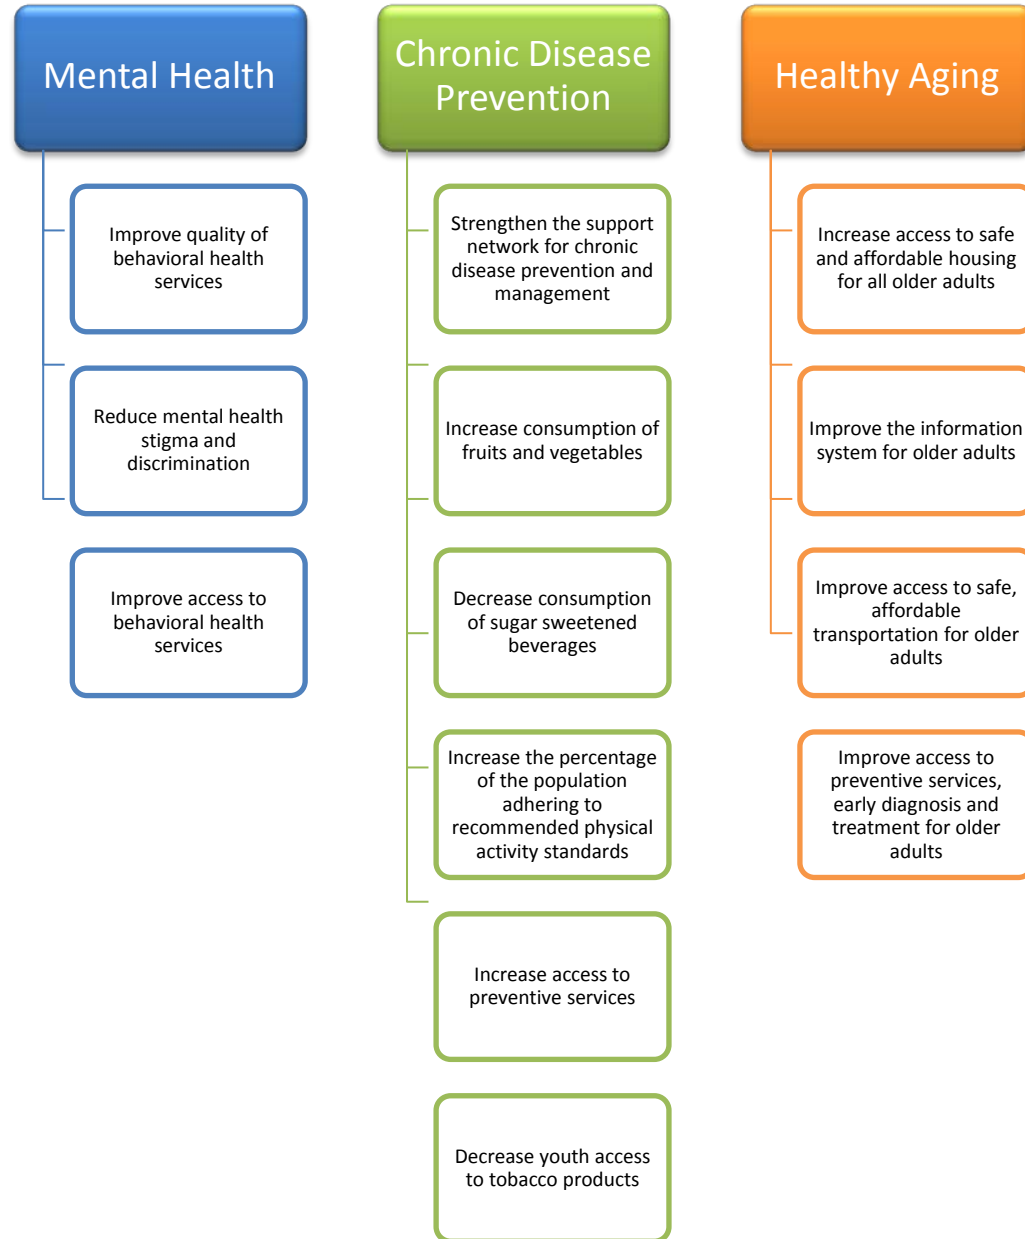 Mental Health
Improve quality of
behavioral health
services
Reduce mental health
stigma and
discrimination
Improve access to
behavioral health
services
Chronic Disease
Prevention
Strengthen the support
network for chronic
disease prevention and
management
Increase consumption of
fruits and vegetables
Decrease consumption
of sugar sweetened
beverages
Increase the percentage
of the population
adhering to
recommended physical
activity standards
Increase access to
preventive services
Decrease youth access
to tobacco products
Healthy Aging
Increase access to safe
and affordable housing
for all older adults
Improve the information
system for older adults
Improve access to safe,
affordable
transportation for older
adults
Improve access to
preventive services,
early diagnosis and
treatment for older
adults